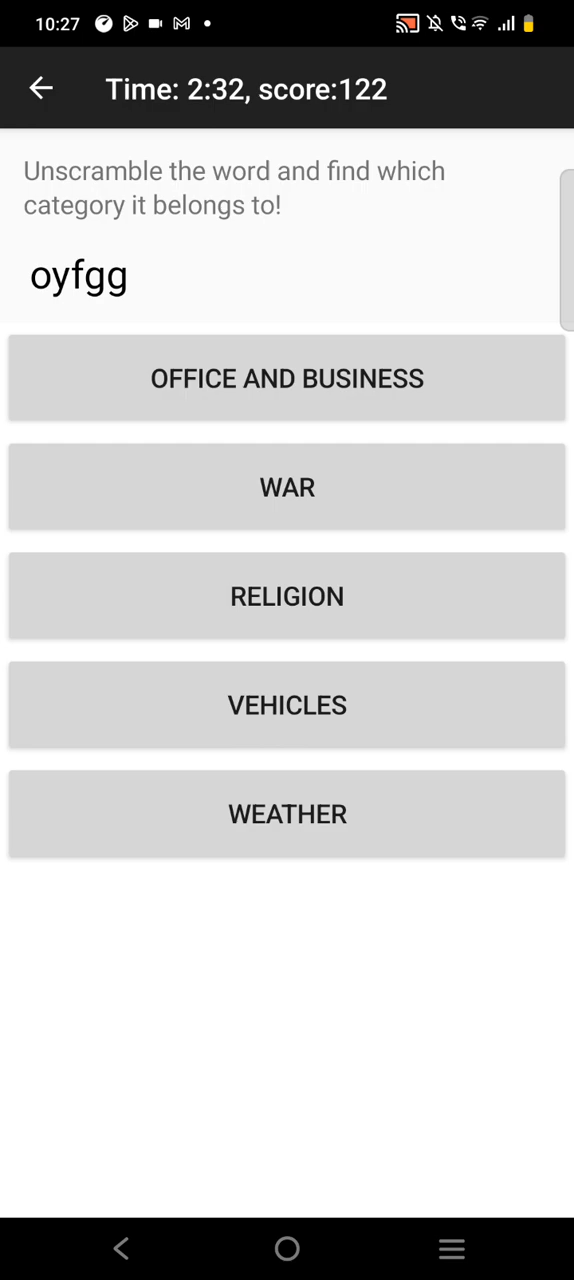 10:27
Time: 2:32, score:122
Unscramble the word and find which
category it belongs to!
oyfgg
OFFICE AND BUSINESS
WAR
RELIGION
VEHICLES
WEATHER